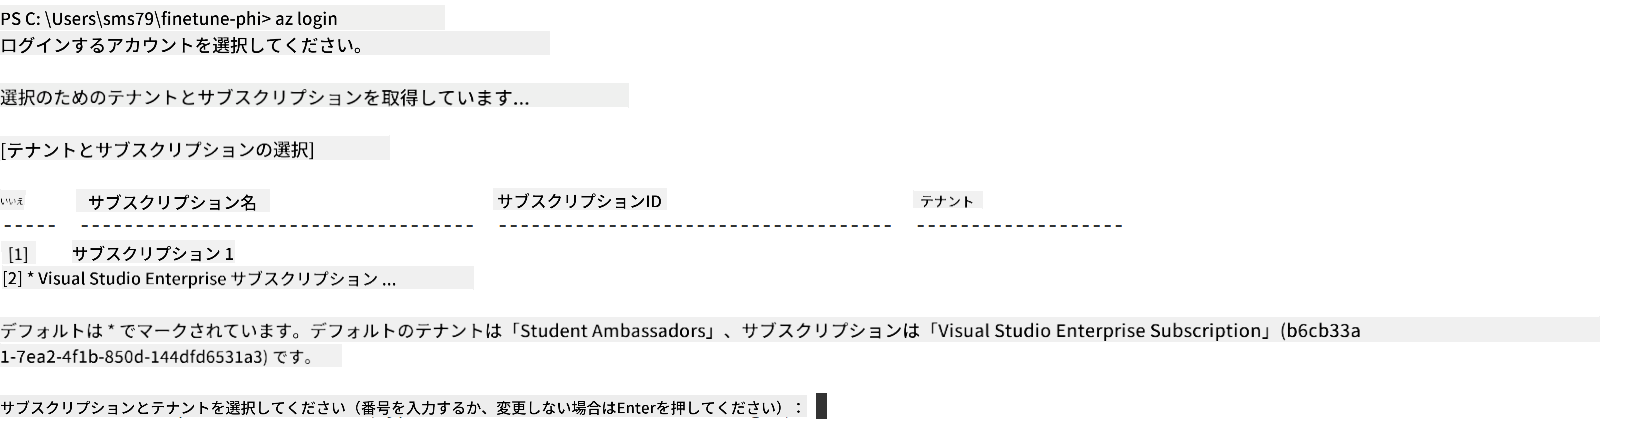 PS C: \Users\sms79\finetune-phi> az login
ログインするアカウントを選択してください。
選択のためのテナントとサブスクリプションを取得しています...
[テナントとサブスクリプションの選択]
いいえ サブスクリプション名 サブスクリプションID テナント
----- ------------------------------------ ------------------------------------ -------------------
[1] サブスクリプション 1
[2] * Visual Studio Enterprise サブスクリプション ...
デフォルトは * でマークされています。デフォルトのテナントは「Student Ambassadors」、サブスクリプションは「Visual Studio Enterprise Subscription」(b6cb33a
1-7ea2-4f1b-850d-144dfd6531a3) です。
サブスクリプションとテナントを選択してください（番号を入力するか、変更しない場合はEnterを押してください）：